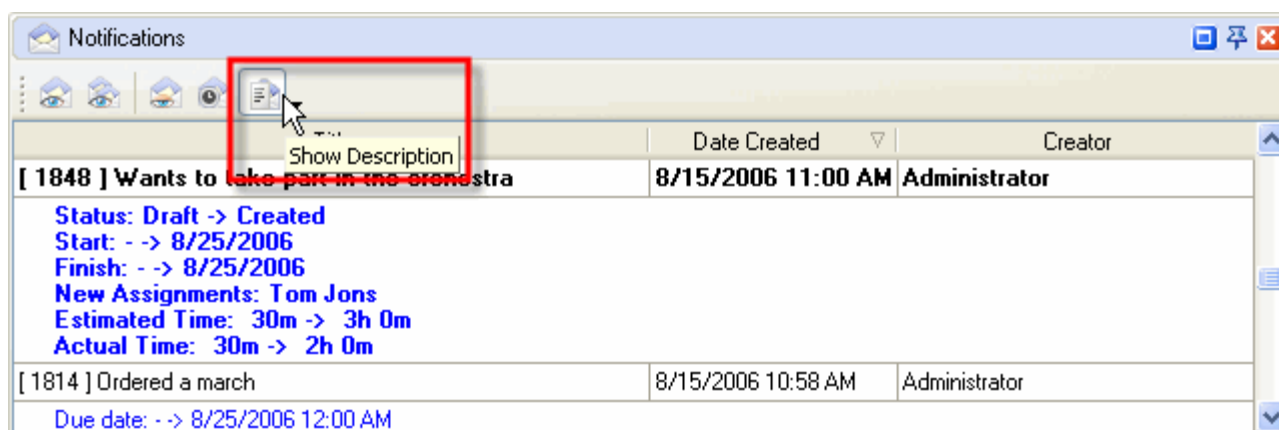 Notifications
Date Created
Creator
Show Description
[ 1848 ] Wants to take part in the orchestra 8/15/2006 11:00 AM Administrator
Status: Draft -> Created
Start: - -> 8/25/2006
Finish: - -> 8/25/2006
New Assignments: Tom Jons
Estimated Time: 30m -> 3h 0m
Actual Time: 30m -> 2h 0m
[ 1814 ] Ordered a march 8/15/2006 10:58 AM Administrator
Due date: - -> 8/25/2006 12:00 AM